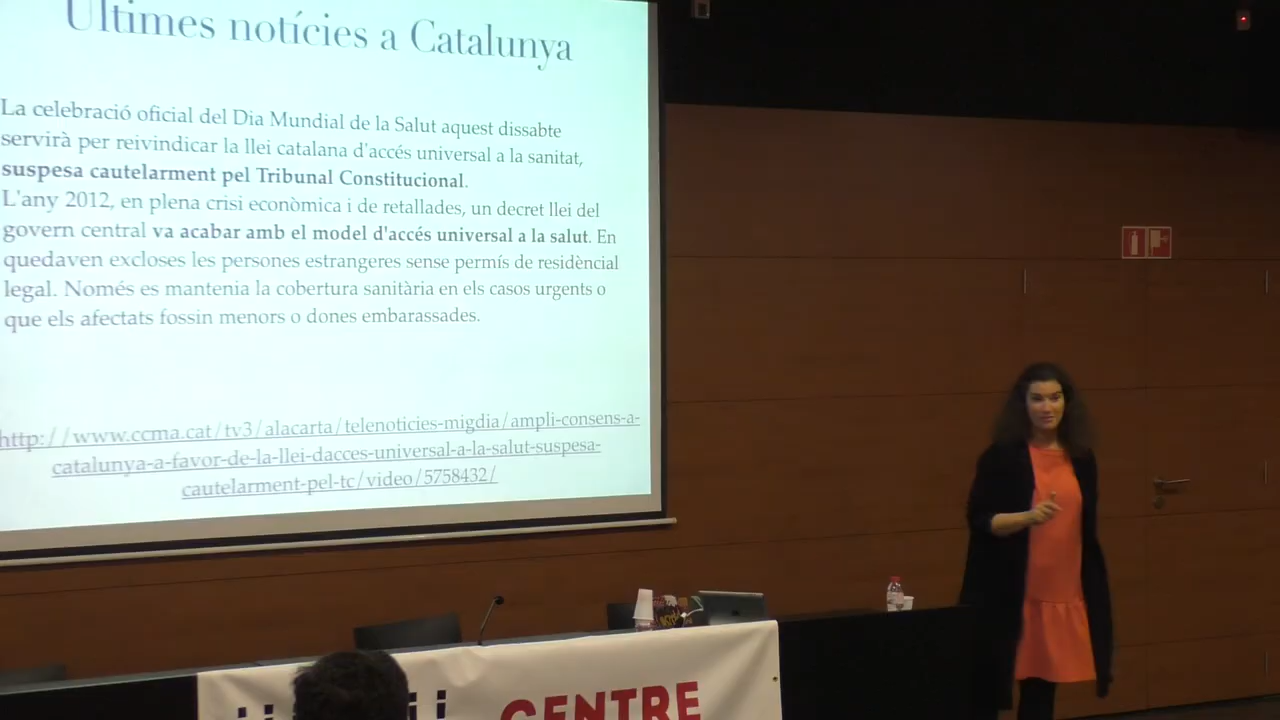 Últimes notícies a Catalunya
La celebració oficial del Dia Mundial de la Salut aquest dissabte
servirà per reivindicar la llei catalana d'accés universal a la sanitat,
suspesa cautelarment pel Tribunal Constitucional.
L'any 2012, en plena crisi econòmica i de retallades, un decret llei del
govern central va acabar amb el model d'accés universal a la salut. En
quedaven excloses les persones estrangeres sense permís de residèncial
legal. Només es mantenia la cobertura sanitària en els casos urgents o
que els afectats fossin menors o dones embarassades.
http://www.ccma.cat/tv3/alacarta/telenoticies-migdia/ampli-consens-a-
catalunya-a-favor-de-la-llei-dacces-universal-a-la-salut-suspesa-
cautelarment-pel-tc/video/5758432/
CENTRE